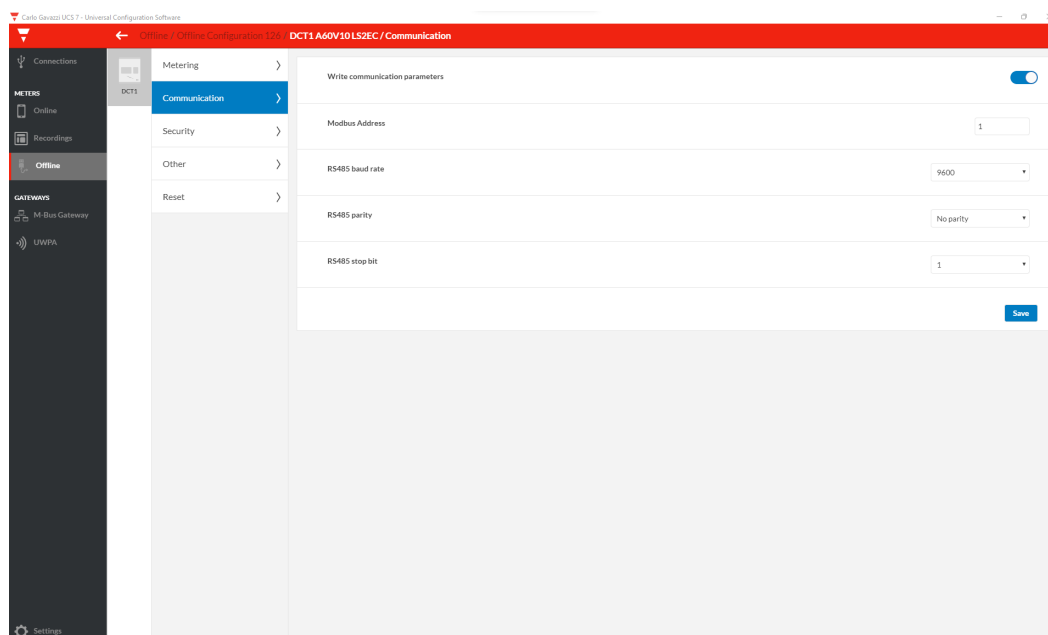 Carlo Gavazzi UCS 7 - Universal Configuration Software
Offline / Offline Configuration 126 / DCT1 A60V10 LS2EC / Communication
Connections
METERS
Online
Recordings
Offline
GATEWAYS
M-Bus Gateway
UWPA
Settings
DCT1
Metering
Communication
Security
Other
Reset
Write communication parameters
Modbus Address
1
RS485 baud rate
9600
RS485 parity
No parity
RS485 stop bit
1
Save